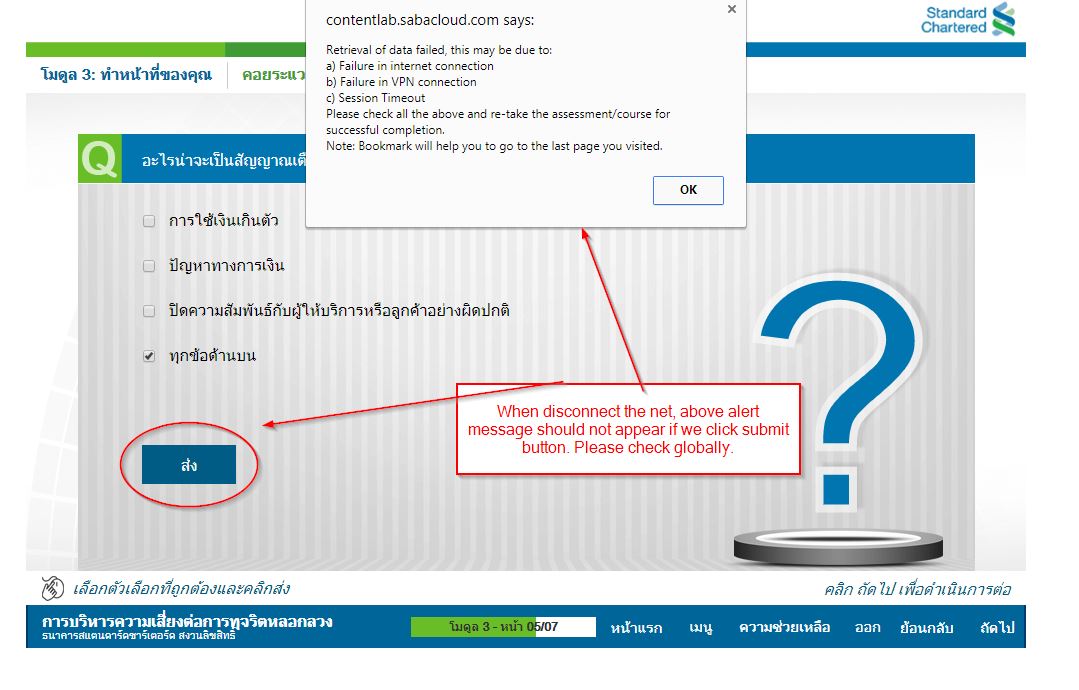 Standard
Chartered
contentlab.sabacloud.com says:
Retrieval of data failed, this may be due to:
a) Failure in internet connection
b) Failure in VPN connection
c) Session Timeout
Please check all the above and re-take the assessment/course for
successful completion.
Note: Bookmark will help you to go to the last page you visited.
OK
โมดูล 3: ทำหน้าที่ของคุณ
คอยระแว
Q
อะไรน่าจะเป็นสัญญาณเตื
การใช้เงินเกินตัว
ปัญหาทางการเงิน
ปิดความสัมพันธ์กับผู้ให้บริการหรือลูกค้าอย่างผิดปกติ
ทุกข้อด้านบน
When disconnect the net, above alert
message should not appear if we click submit
button. Please check globally.
ส่ง
เลือกตัวเลือกที่ถูกต้องและคลิกส่ง
คลิก ถัดไป เพื่อดำเนินการต่อ
การบริหารความเสี่ยงต่อการทุจริตหลอกลวง
ธนาคารสแตนดาร์ดชาร์เตอร์ด สงวนลิขสิทธิ์
โมดูล 3 - หน้า 05/07
หน้าแรก เมนู ความช่วยเหลือ ออก ย้อนกลับ ถัดไป